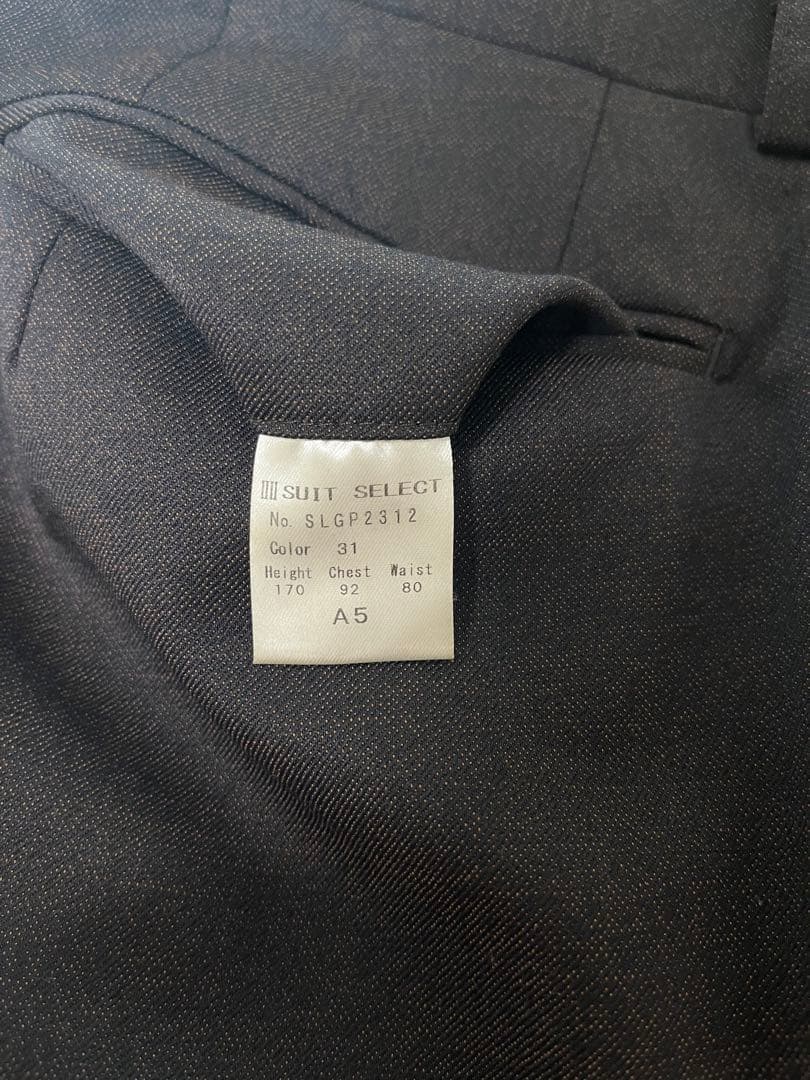 SUIT SELECT
No. SLGP2312
Color 31
Height Chest Waist
170 92 80
A5